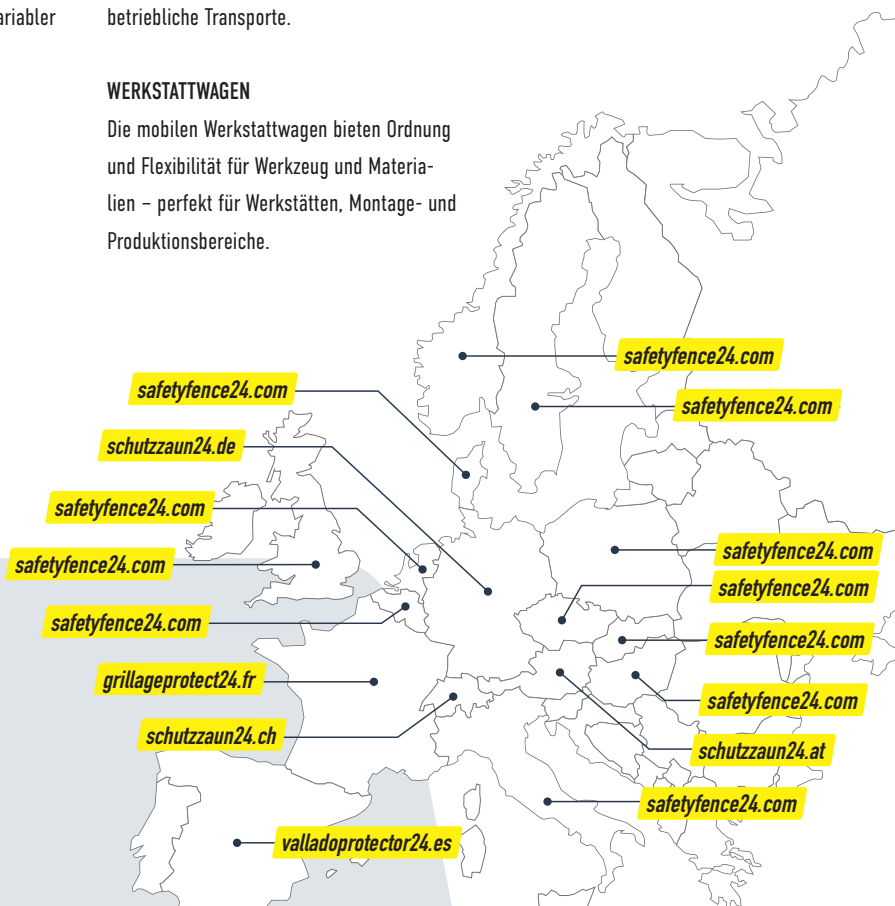 ariabler
betriebliche Transporte.
WERKSTATTWAGEN
Die mobilen Werkstattwagen bieten Ordnung
und Flexibilität für Werkzeug und Materia-
lien – perfekt für Werkstätten, Montage- und
Produktionsbereiche.
safetyfence24.com
safetyfence24.com
safetyfence24.com
schutzzaun24.de
safetyfence24.com
safetyfence24.com
safetyfence24.com
safetyfence24.com
safetyfence24.com
safetyfence24.com
grillageprotect24.fr
safetyfence24.com
schutzzaun24.ch
schutzzaun24.at
safetyfence24.com
valladoprotector24.es